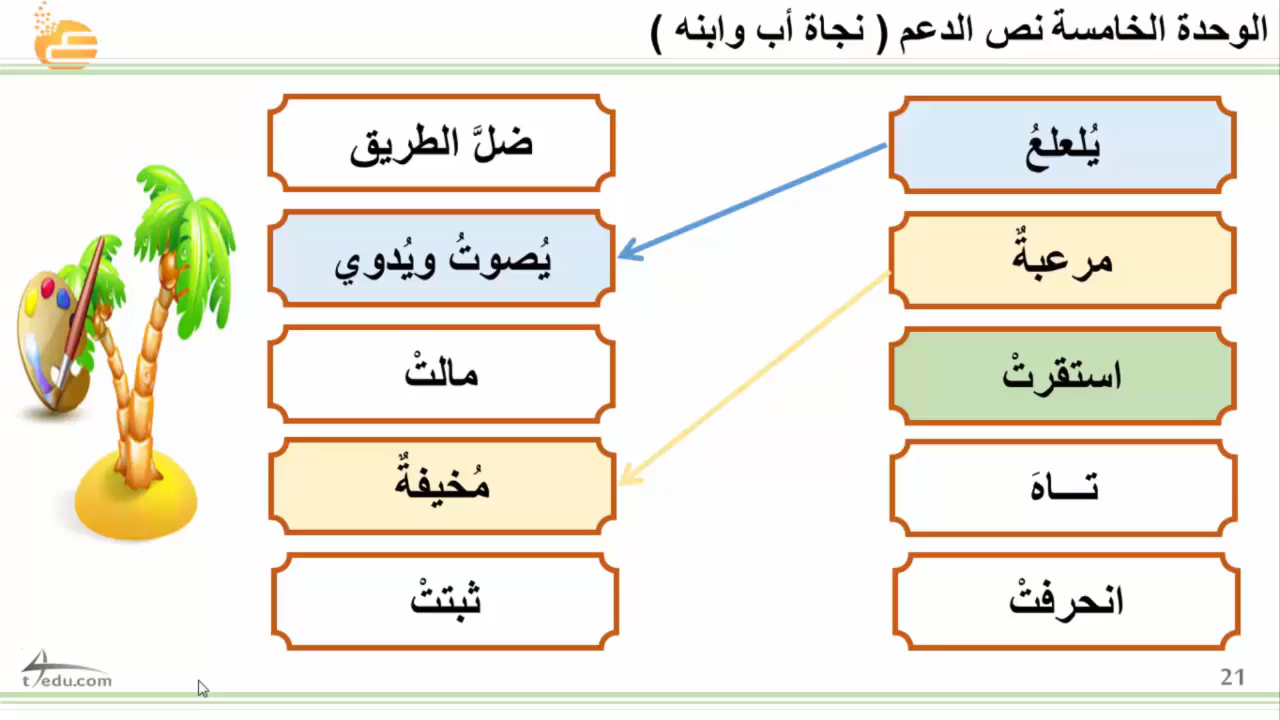 الوحدة الخامسة نص الدعم ( نجاة أب وابنه )
يُلعلعُ
ضلَّ الطريق
مرعبةٌ
يُصوتُ ويُدوي
استقرتْ
مالتْ
تـــاهَ
مُخيفةٌ
انحرفتْ
ثبتتْ
t4edu.com
21